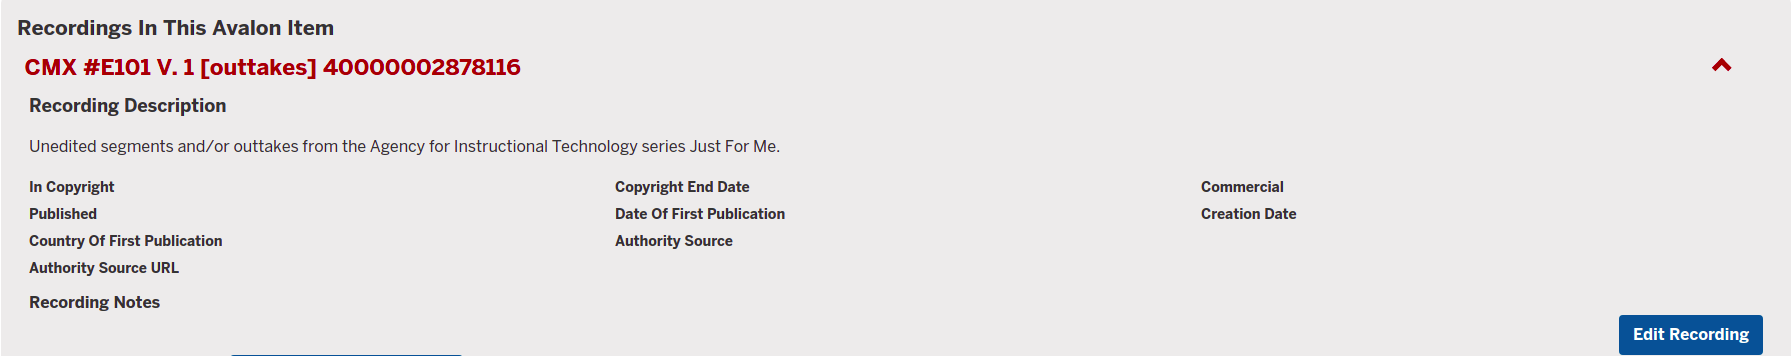 Recordings In This Avalon Item
CMX #E101 V. 1 [outtakes] 40000002878116
Recording Description
Unedited segments and/or outtakes from the Agency for Instructional Technology series Just For Me.
In Copyright Copyright End Date Commercial
Published Date Of First Publication Creation Date
Country Of First Publication Authority Source
Authority Source URL
Recording Notes
Edit Recording